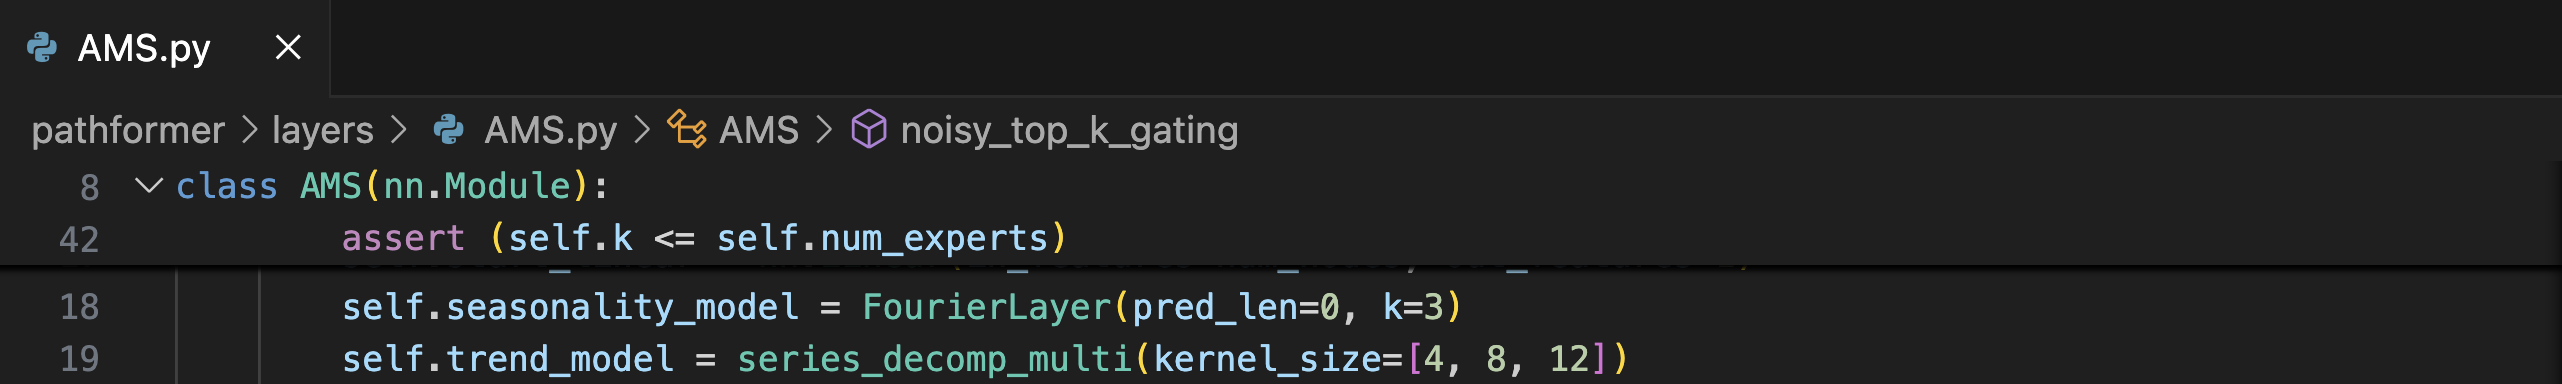 AMS.py
pathformer > layers > AMS.py > AMS > noisy_top_k_gating
8 class AMS(nn.Module):
42 assert (self.k <= self.num_experts)
18 self.seasonality_model = FourierLayer(pred_len=0, k=3)
19 self.trend_model = series_decomp_multi(kernel_size=[4, 8, 12])